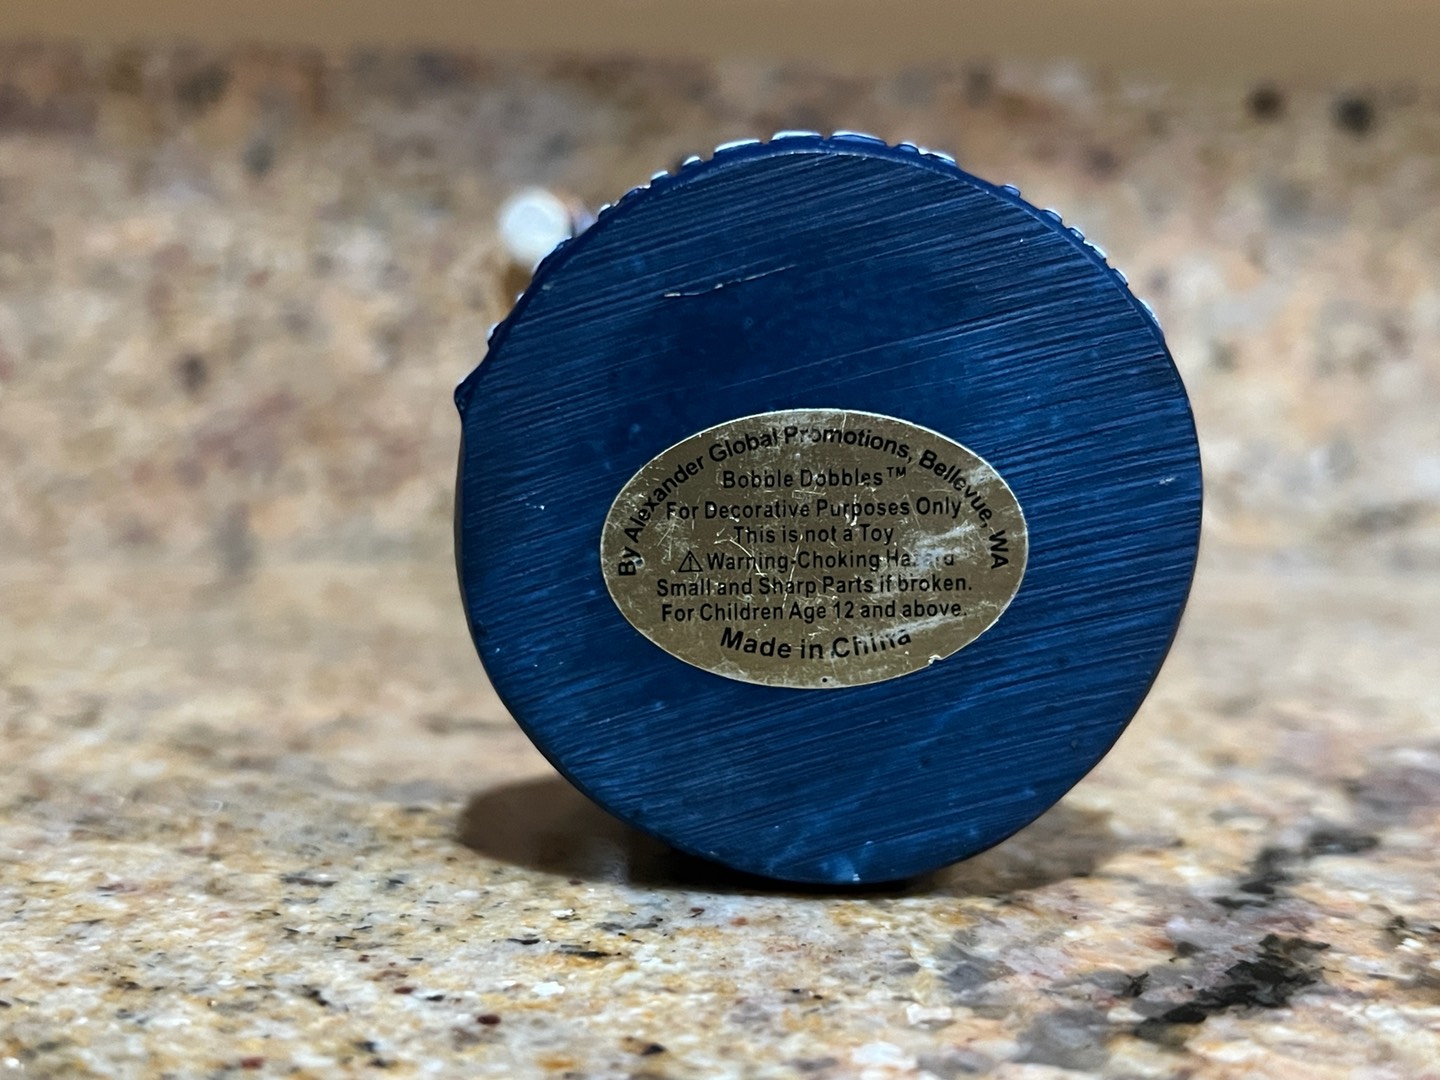 By Alexander Global Promotions, Bellevue, WA
Bobble Dobbles™
For Decorative Purposes Only
This is not a Toy
⚠ Warning-Choking Hazard
Small and Sharp Parts if broken.
For Children Age 12 and above.
Made in China